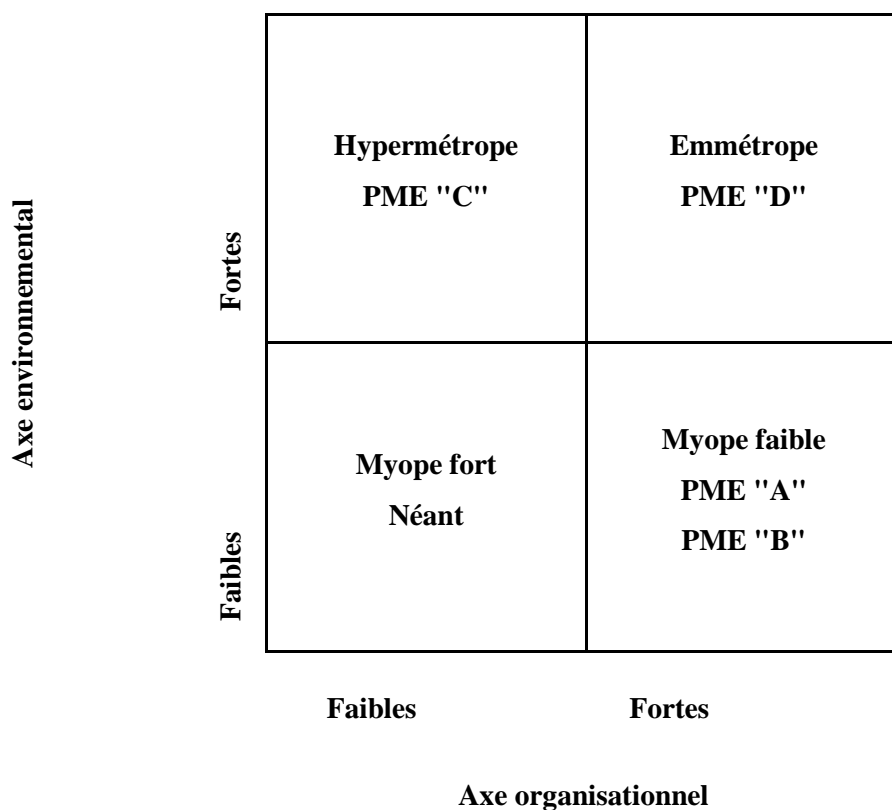 Axe environnemental
Fortes
Hypermétrope
PME "C"
Emmétrope
PME "D"
Faibles
Myope fort
Néant
Myope faible
PME "A"
PME "B"
Faibles
Fortes
Axe organisationnel